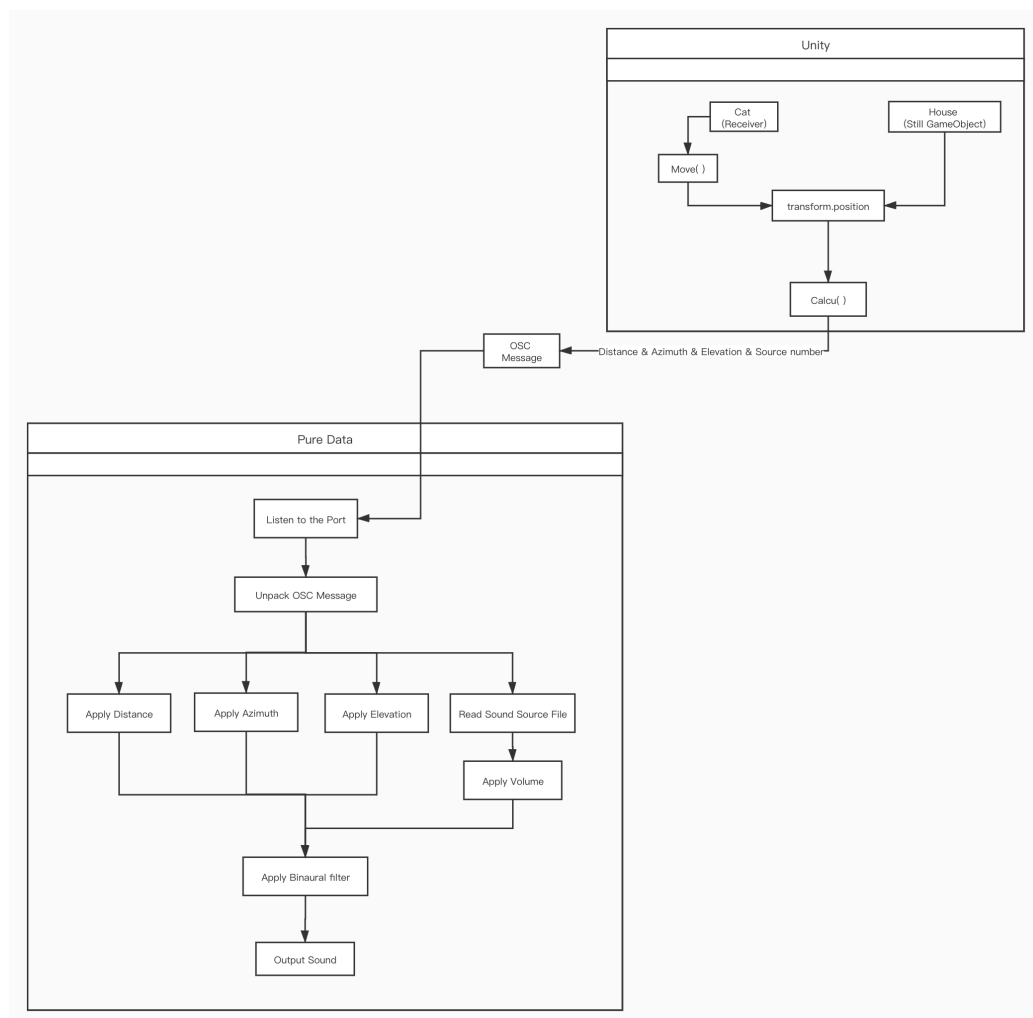 Unity
Cat
(Receiver)
House
(Still GameObject)
Move( )
transform.position
Calcu( )
OSC
Message
Distance & Azimuth & Elevation & Source number
Pure Data
Listen to the Port
Unpack OSC Message
Apply Distance
Apply Azimuth
Apply Elevation
Read Sound Source File
Apply Volume
Apply Binaural filter
Output Sound